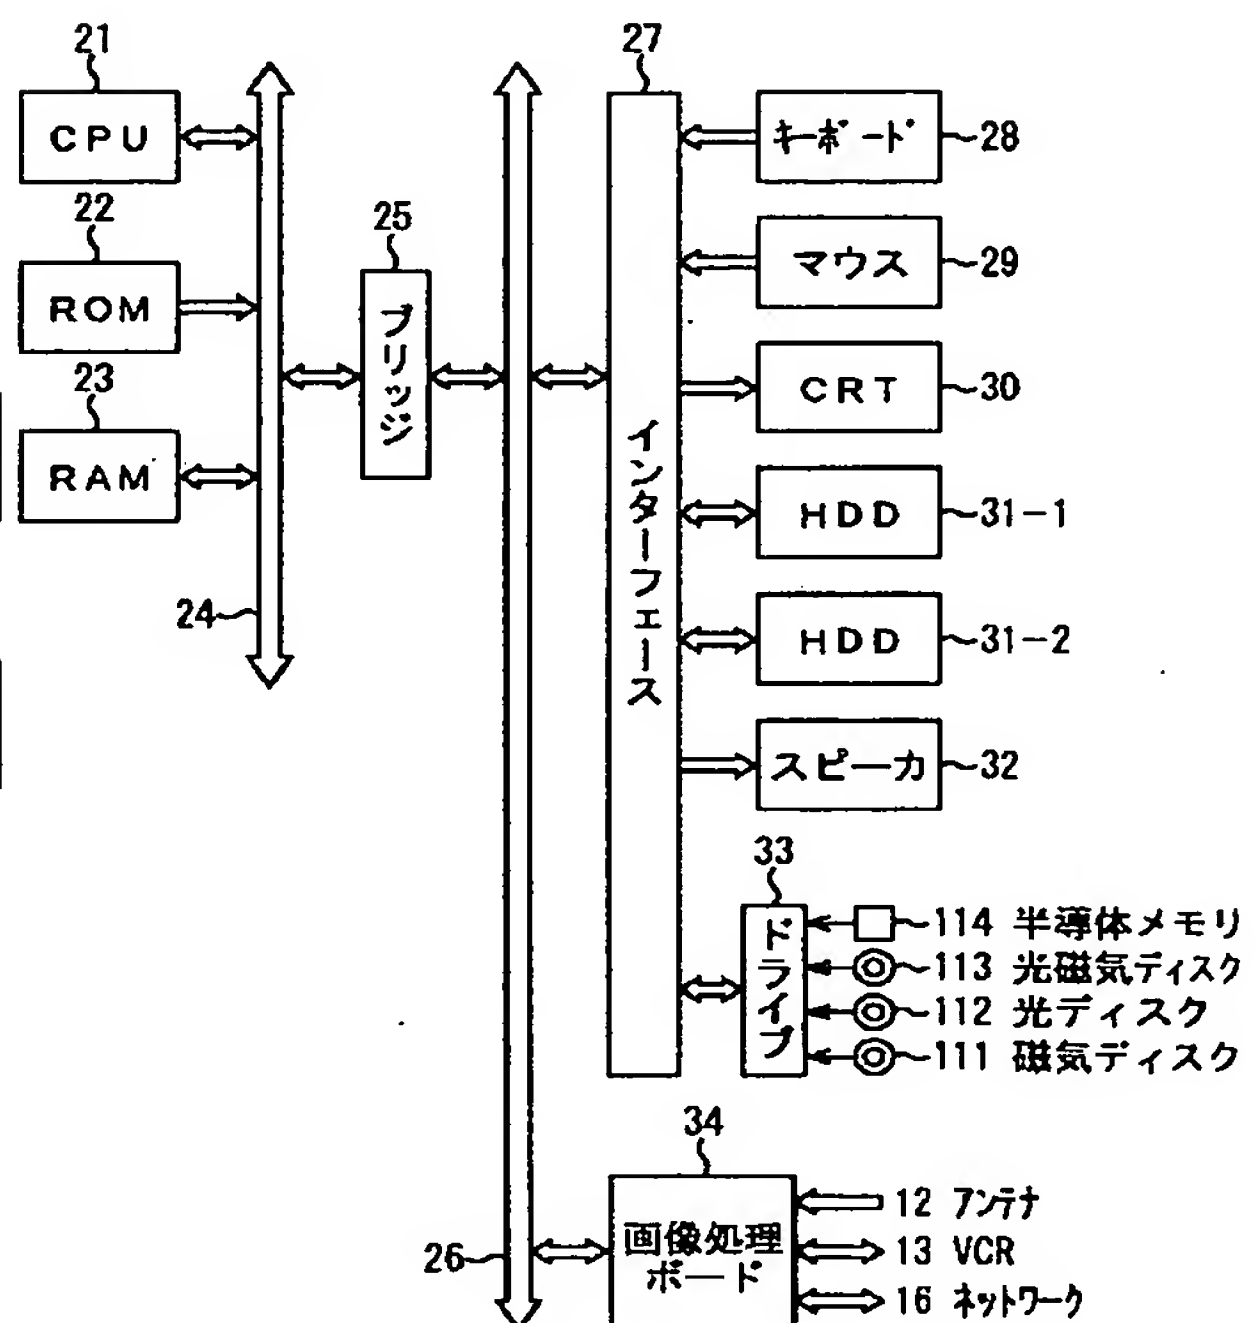 21
CPU
22
ROM
23
RAM
24
25
ブリッジ
26
27
インターフェース
キーボード 28
マウス 29
CRT 30
HDD 31-1
HDD 31-2
スピーカ 32
33
ドライブ
114 半導体メモリ
113 光磁気ディスク
112 光ディスク
111 磁気ディスク
34
画像処理
ボード
12 アンテナ
13 VCR
16 ネットワーク